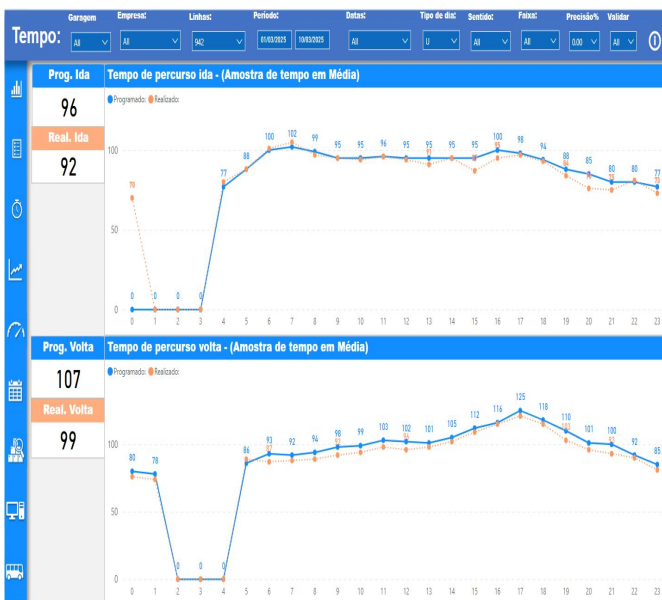 Tempo:
Garagem Empresa: Linhas: Período: Datas: Tipo de dia: Sentido: Faixa: Precisão% Validar
All All 942 01/03/2025 10/03/2025 All U All All 0.00 All
Prog. Ida
96
Real. Ida
92
Tempo de percurso ida - (Amostra de tempo em Média)
Programado: Realizado:
100
50
0
70 0 0 0 0 77 88 100 102 99 95 95 96 95 95 91 95 95 100 98 94 88 85 80 80 77
0 1 2 3 4 5 6 7 8 9 10 11 12 13 14 15 16 17 18 19 20 21 22 23
Prog. Volta
107
Real. Volta
99
Tempo de percurso volta - (Amostra de tempo em Média)
Programado: Realizado:
100
50
0
80 78 0 0 0 86 93 92 94 98 99 103 102 101 105 112 116 125 118 110 101 100 92 85
0 1 2 3 4 5 6 7 8 9 10 11 12 13 14 15 16 17 18 19 20 21 22 23